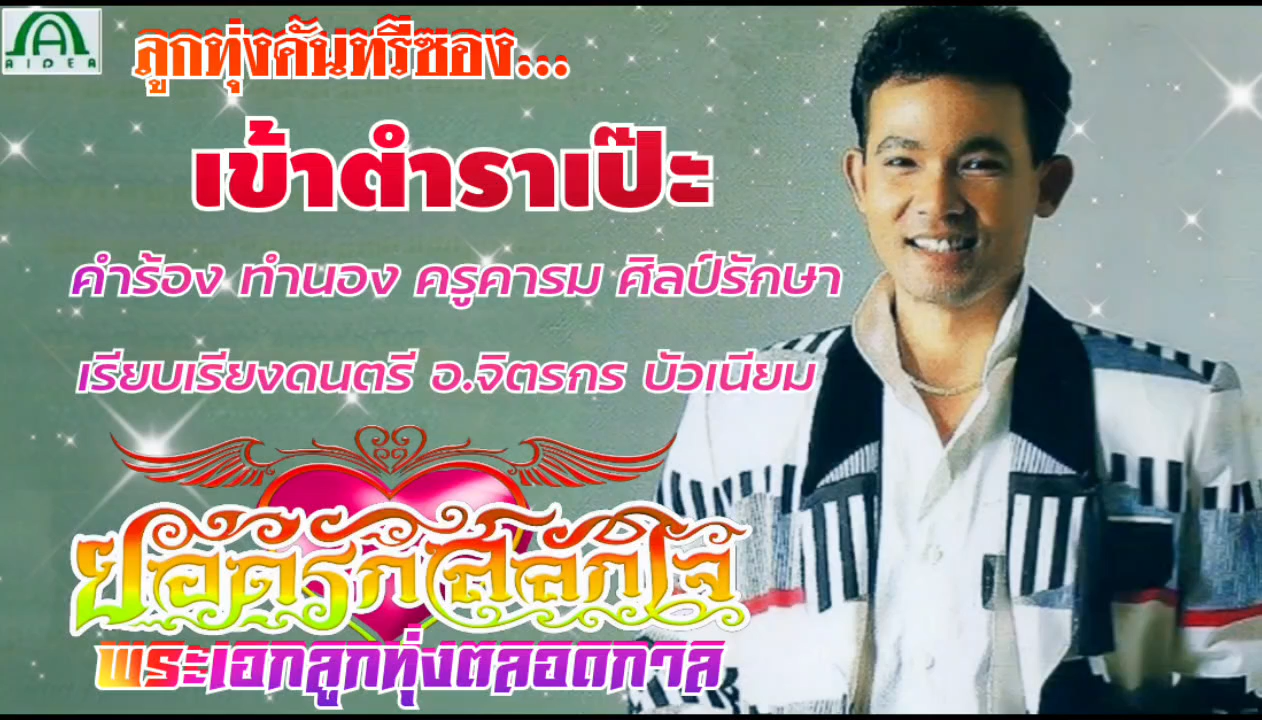 AIDEA
ลูกทุ่งคันทรีซอง...
เข้าตำราเป๊ะ
คำร้อง ทำนอง ครูคารม ศิลป์รักษา
เรียบเรียงดนตรี อ.จิตรกร บัวเนียม
ยอดรัก สลักใจ
พระเอกลูกทุ่งตลอดกาล